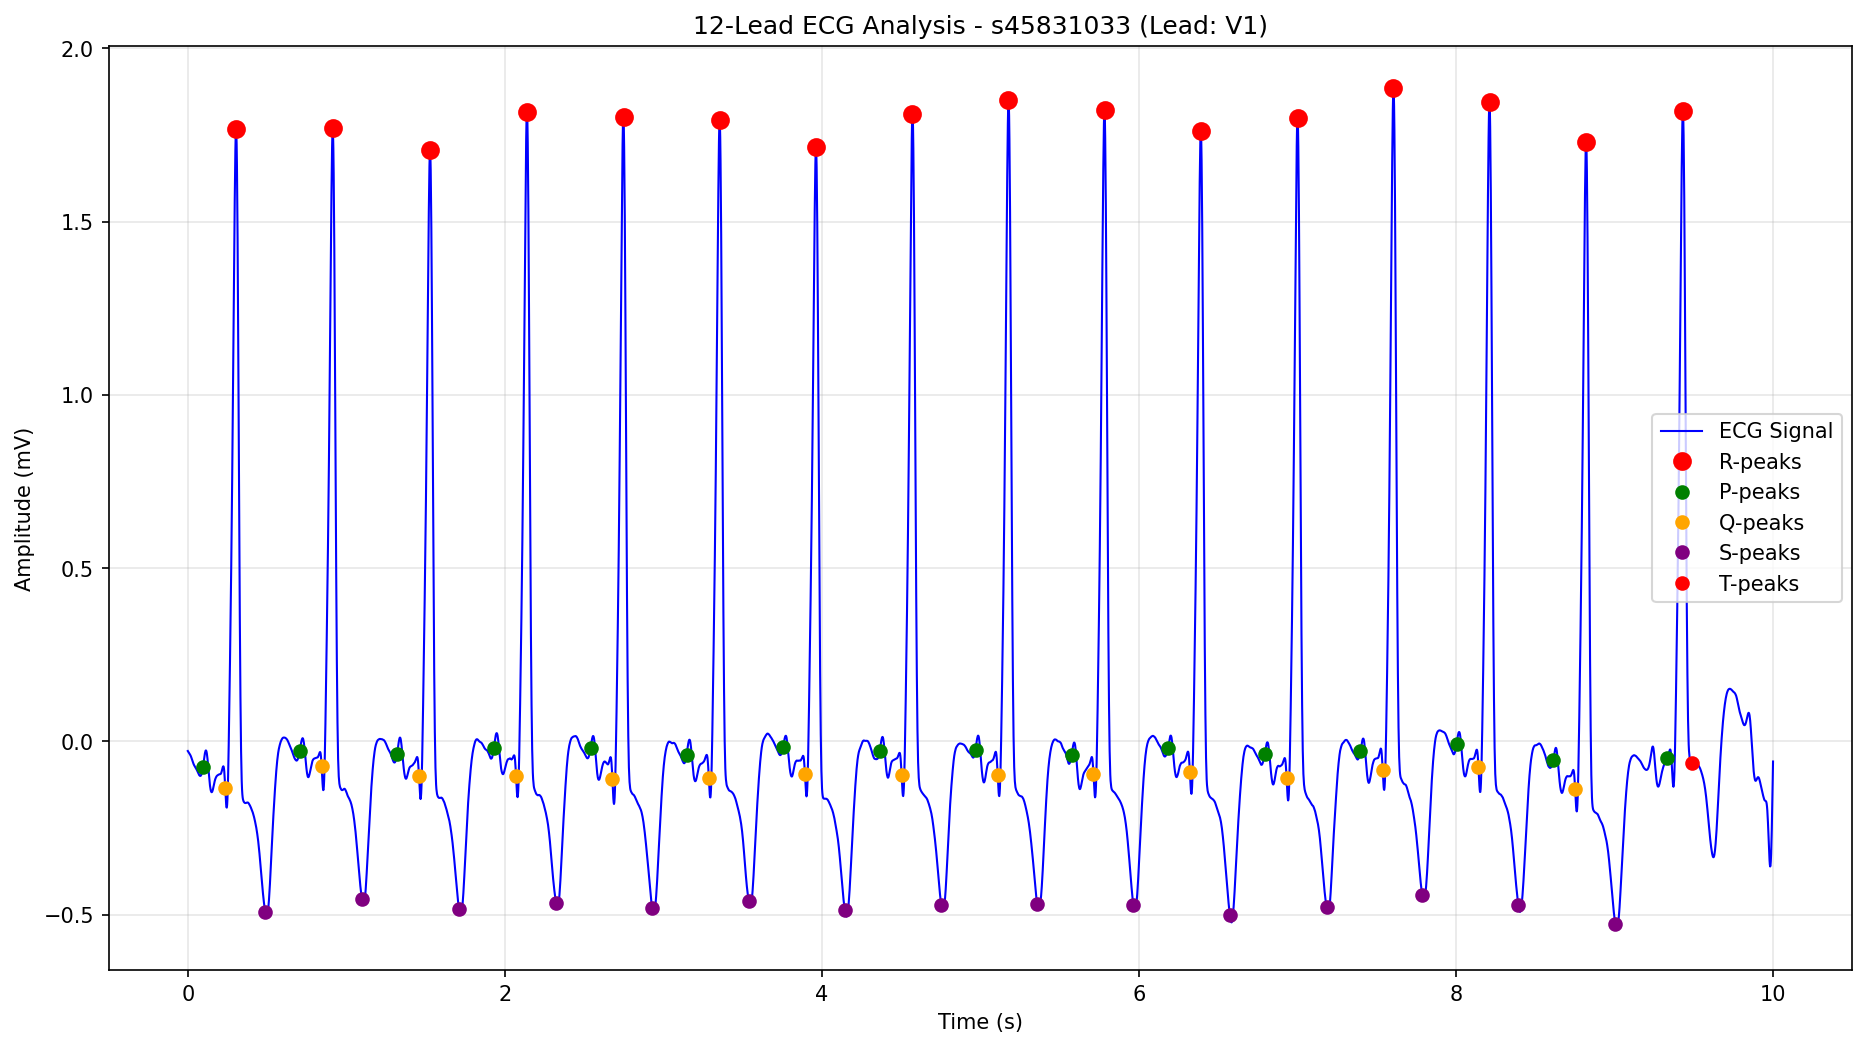 12-Lead ECG Analysis - s45831033 (Lead: V1)
2.0
1.5
1.0
0.5
0.0
−0.5
Amplitude (mV)
0
2
4
6
8
10
Time (s)
ECG Signal
R-peaks
P-peaks
Q-peaks
S-peaks
T-peaks